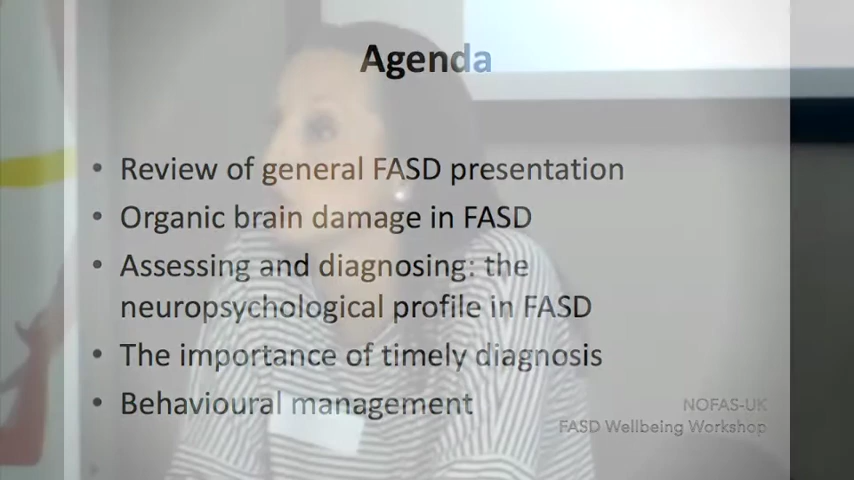 Agenda
• Review of general FASD presentation
• Organic brain damage in FASD
• Assessing and diagnosing: the
neuropsychological profile in FASD
• The importance of timely diagnosis
• Behavioural management
NOFAS-UK
FASD Wellbeing Workshop